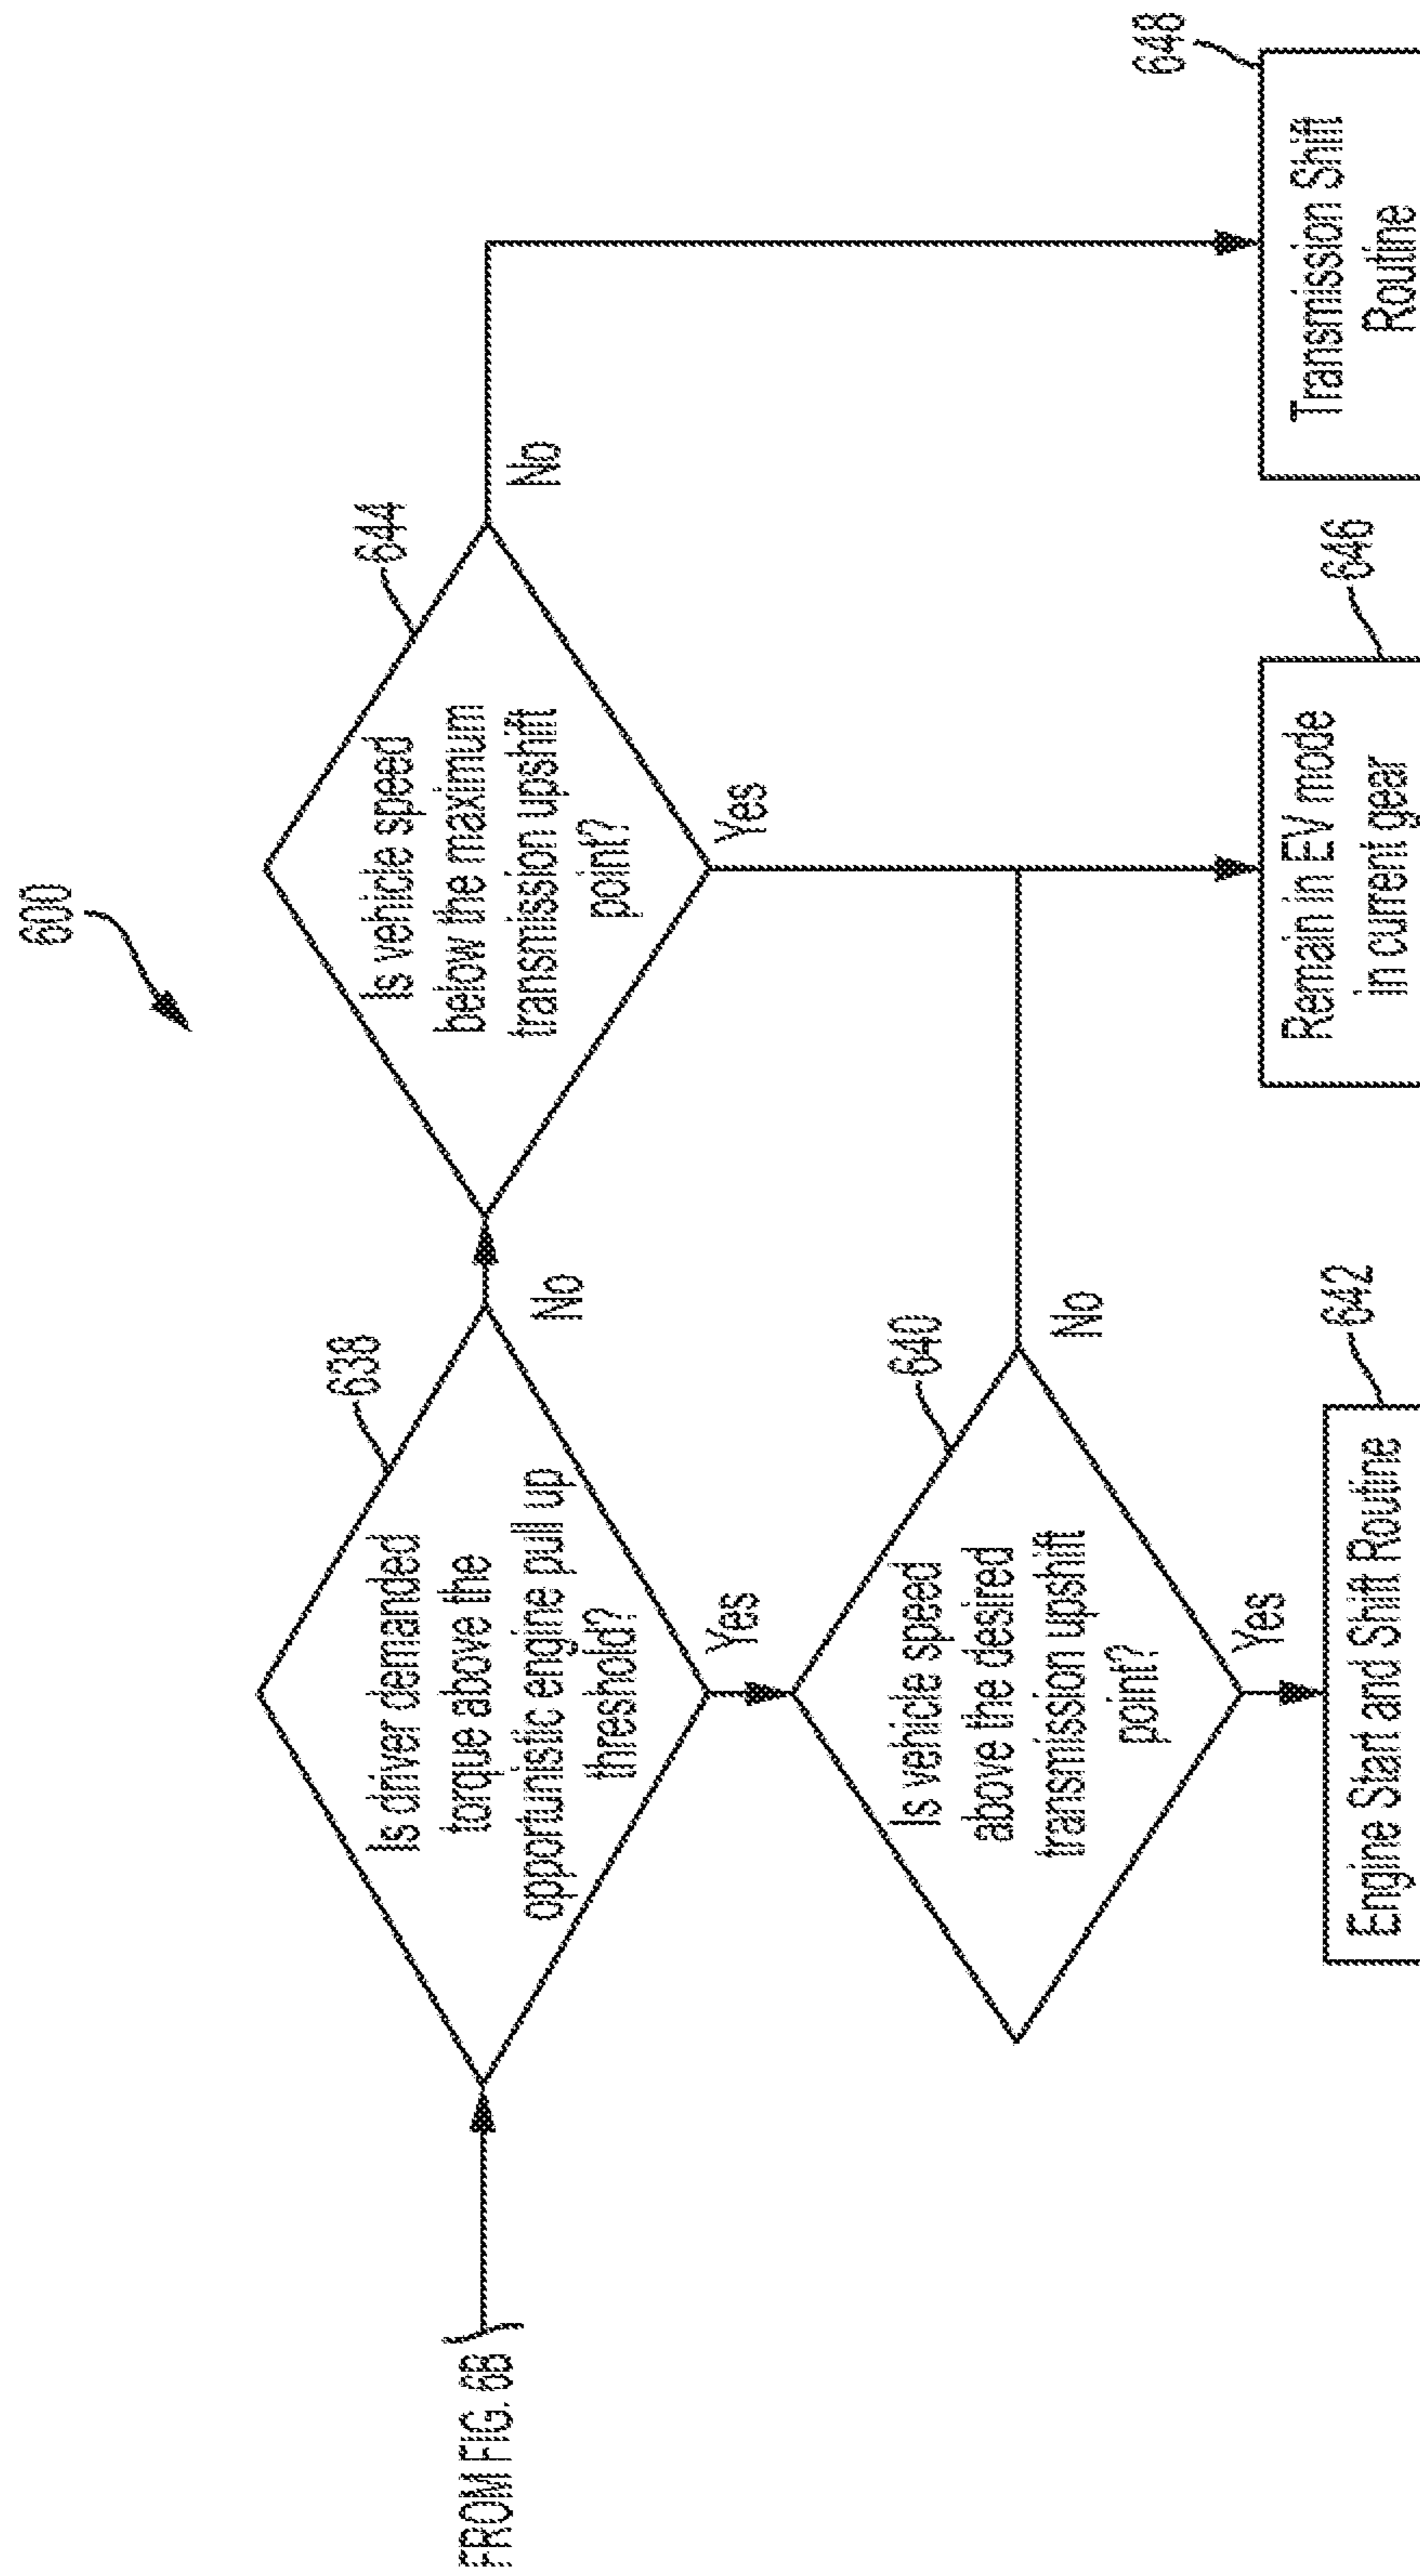 600
FROM FIG. 6B
Is driver demanded
torque above the
opportunistic engine pull up
threshold?
638
No
Yes
Is vehicle speed
below the maximum
transmission upshift
point?
644
No
Yes
Is vehicle speed
above the desired
transmission upshift
point?
640
No
Yes
Engine Start and Shift Routine
642
Remain in EV mode
in current gear
646
Transmission Shift
Routine
648